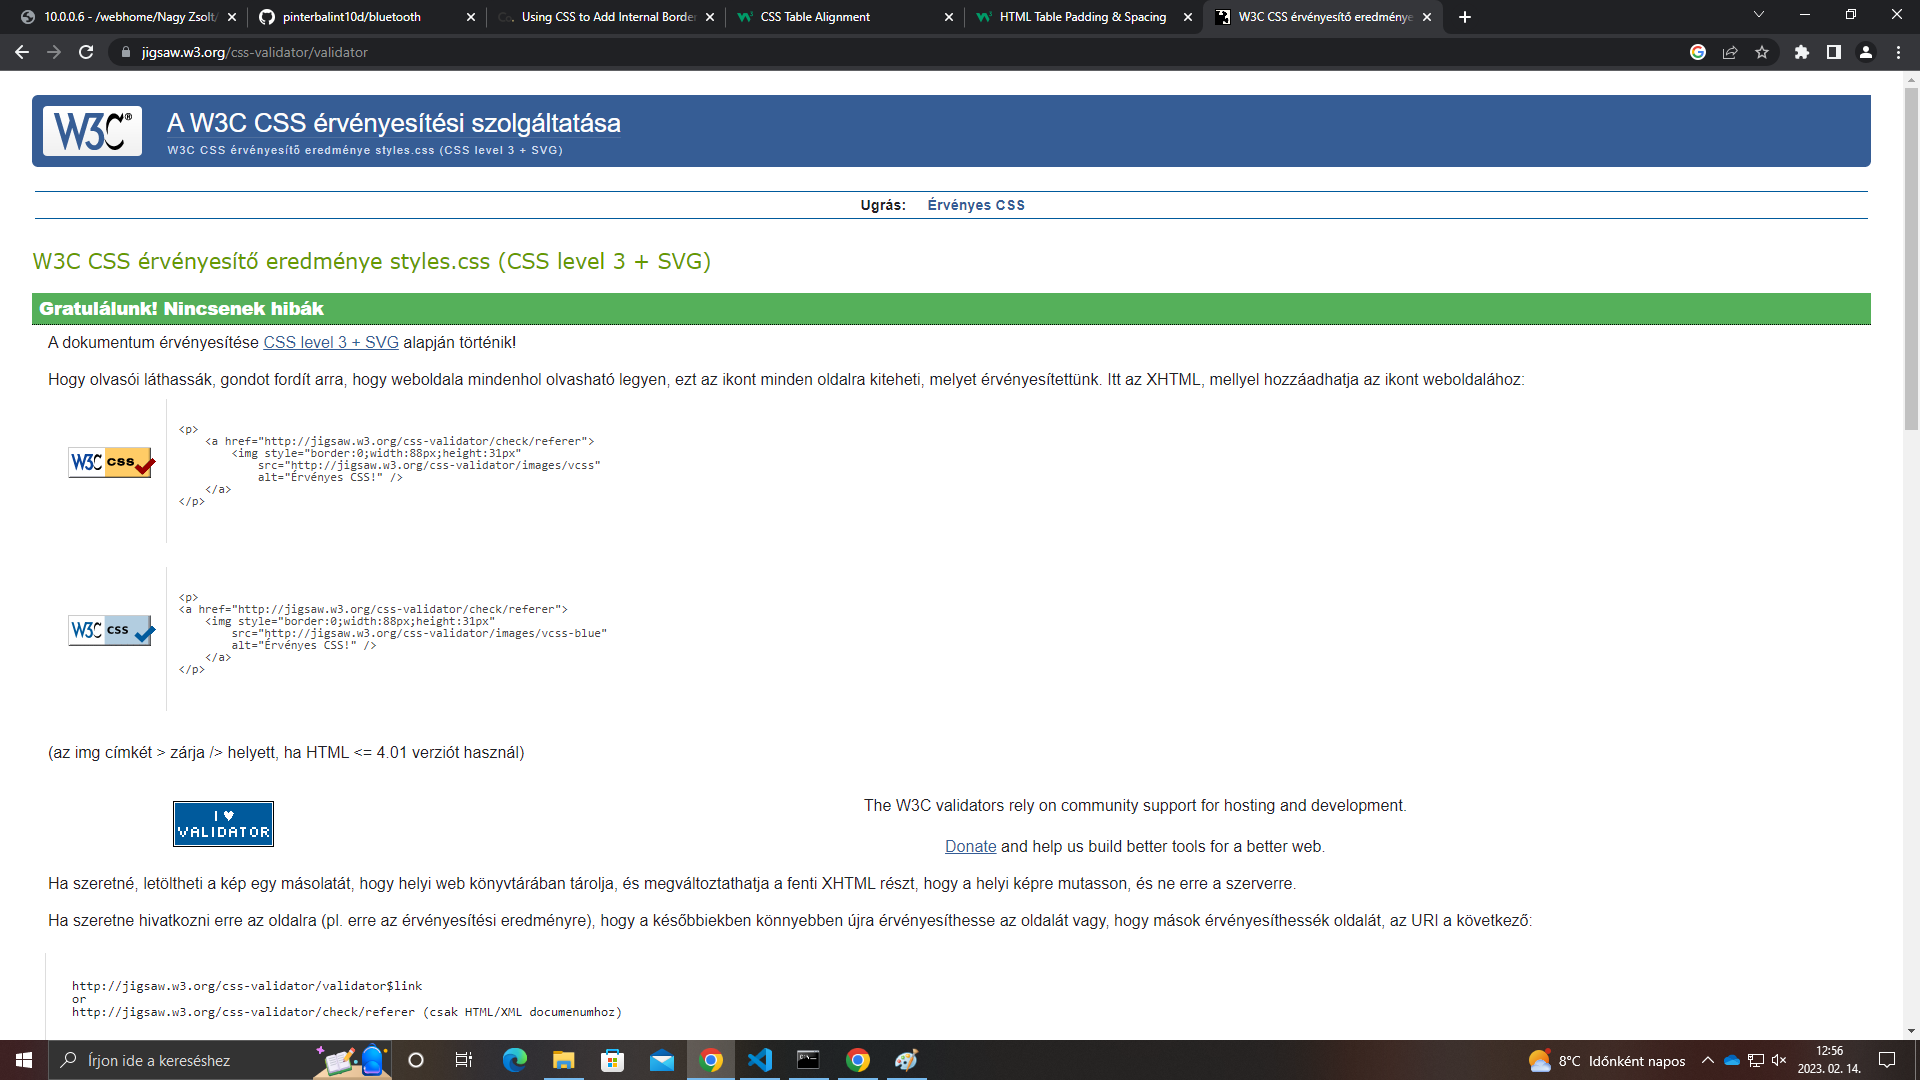 10.0.0.6 - /webhome/Nagy Zsolt/
pinterbalint10d/bluetooth
Using CSS to Add Internal Border
CSS Table Alignment
HTML Table Padding & Spacing
W3C CSS érvényesítő eredménye
jigsaw.w3.org/css-validator/validator
W3C®
A W3C CSS érvényesítési szolgáltatása
W3C CSS érvényesítő eredménye styles.css (CSS level 3 + SVG)
Ugrás: Érvényes CSS
W3C CSS érvényesítő eredménye styles.css (CSS level 3 + SVG)
Gratulálunk! Nincsenek hibák
A dokumentum érvényesítése CSS level 3 + SVG alapján történik!
Hogy olvasói láthassák, gondot fordít arra, hogy weboldala mindenhol olvasható legyen, ezt az ikont minden oldalra kiteheti, melyet érvényesítettünk. Itt az XHTML, mellyel hozzáadhatja az ikont weboldalához:
W3C CSS
<p>
<a href="http://jigsaw.w3.org/css-validator/check/referer">
<img style="border:0;width:88px;height:31px"
src="http://jigsaw.w3.org/css-validator/images/vcss"
alt="Érvényes CSS!" />
</a>
</p>
W3C CSS
<p>
<a href="http://jigsaw.w3.org/css-validator/check/referer">
<img style="border:0;width:88px;height:31px"
src="http://jigsaw.w3.org/css-validator/images/vcss-blue"
alt="Érvényes CSS!" />
</a>
</p>
(az img címkét > zárja /> helyett, ha HTML <= 4.01 verziót használ)
I ♥
VALIDATOR
The W3C validators rely on community support for hosting and development.
Donate and help us build better tools for a better web.
Ha szeretné, letöltheti a kép egy másolatát, hogy helyi web könyvtárában tárolja, és megváltoztathatja a fenti XHTML részt, hogy a helyi képre mutasson, és ne erre a szerverre.
Ha szeretne hivatkozni erre az oldalra (pl. erre az érvényesítési eredményre), hogy a későbbiekben könnyebben újra érvényesíthesse az oldalát vagy, hogy mások érvényesíthessék oldalát, az URI a következő:
http://jigsaw.w3.org/css-validator/validator$link
or
http://jigsaw.w3.org/css-validator/check/referer (csak HTML/XML documenumhoz)
Írjon ide a kereséshez
8°C Időnként napos
12:56
2023. 02. 14.